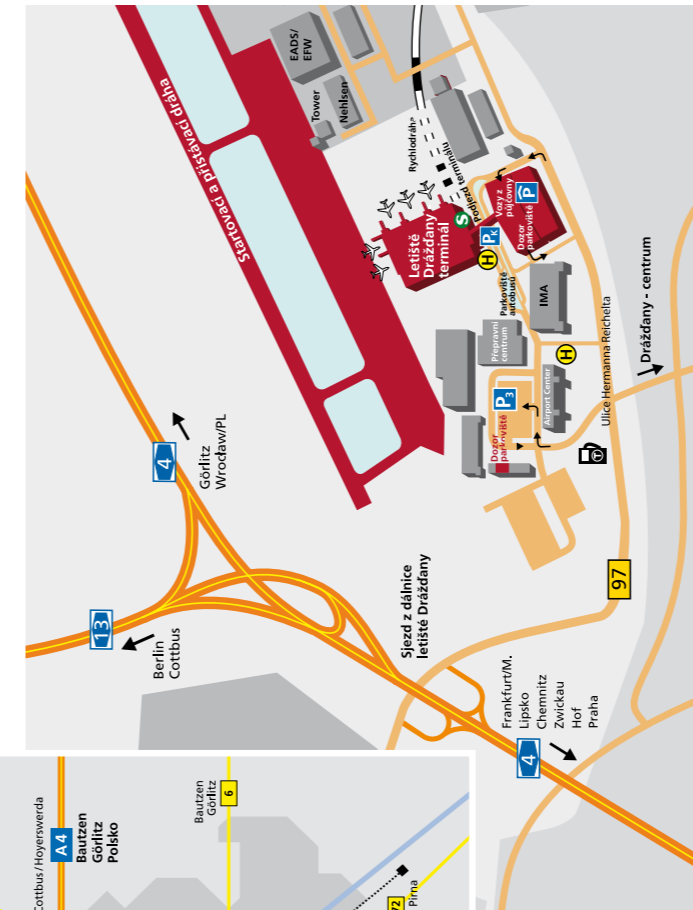 Startovací a přistávací dráha
EADS/
EFW
Tower
Nehlsen
Rychlodráha
Podjezd terminálu
S
Letiště
Drážďany
terminál
H
PK
Vozy z
půjčovny
Dozor
parkoviště
P
Parkoviště
autobusů
IMA
Přepravní
centrum
H
Airport Center
P3
Dozor
parkoviště
T
Ulice Hermanna Reichelta
Drážďany - centrum
4
Görlitz
Wrocław/PL
13
Berlin
Cottbus
Sjezd z dálnice
letiště Drážďany
97
4
Frankfurt/M.
Lipsko
Chemnitz
Zwickau
Hof
Praha
Cottbus/Hoyerswerda
A 4
Bautzen
Görlitz
Polsko
Bautzen
Görlitz
6
Pirna